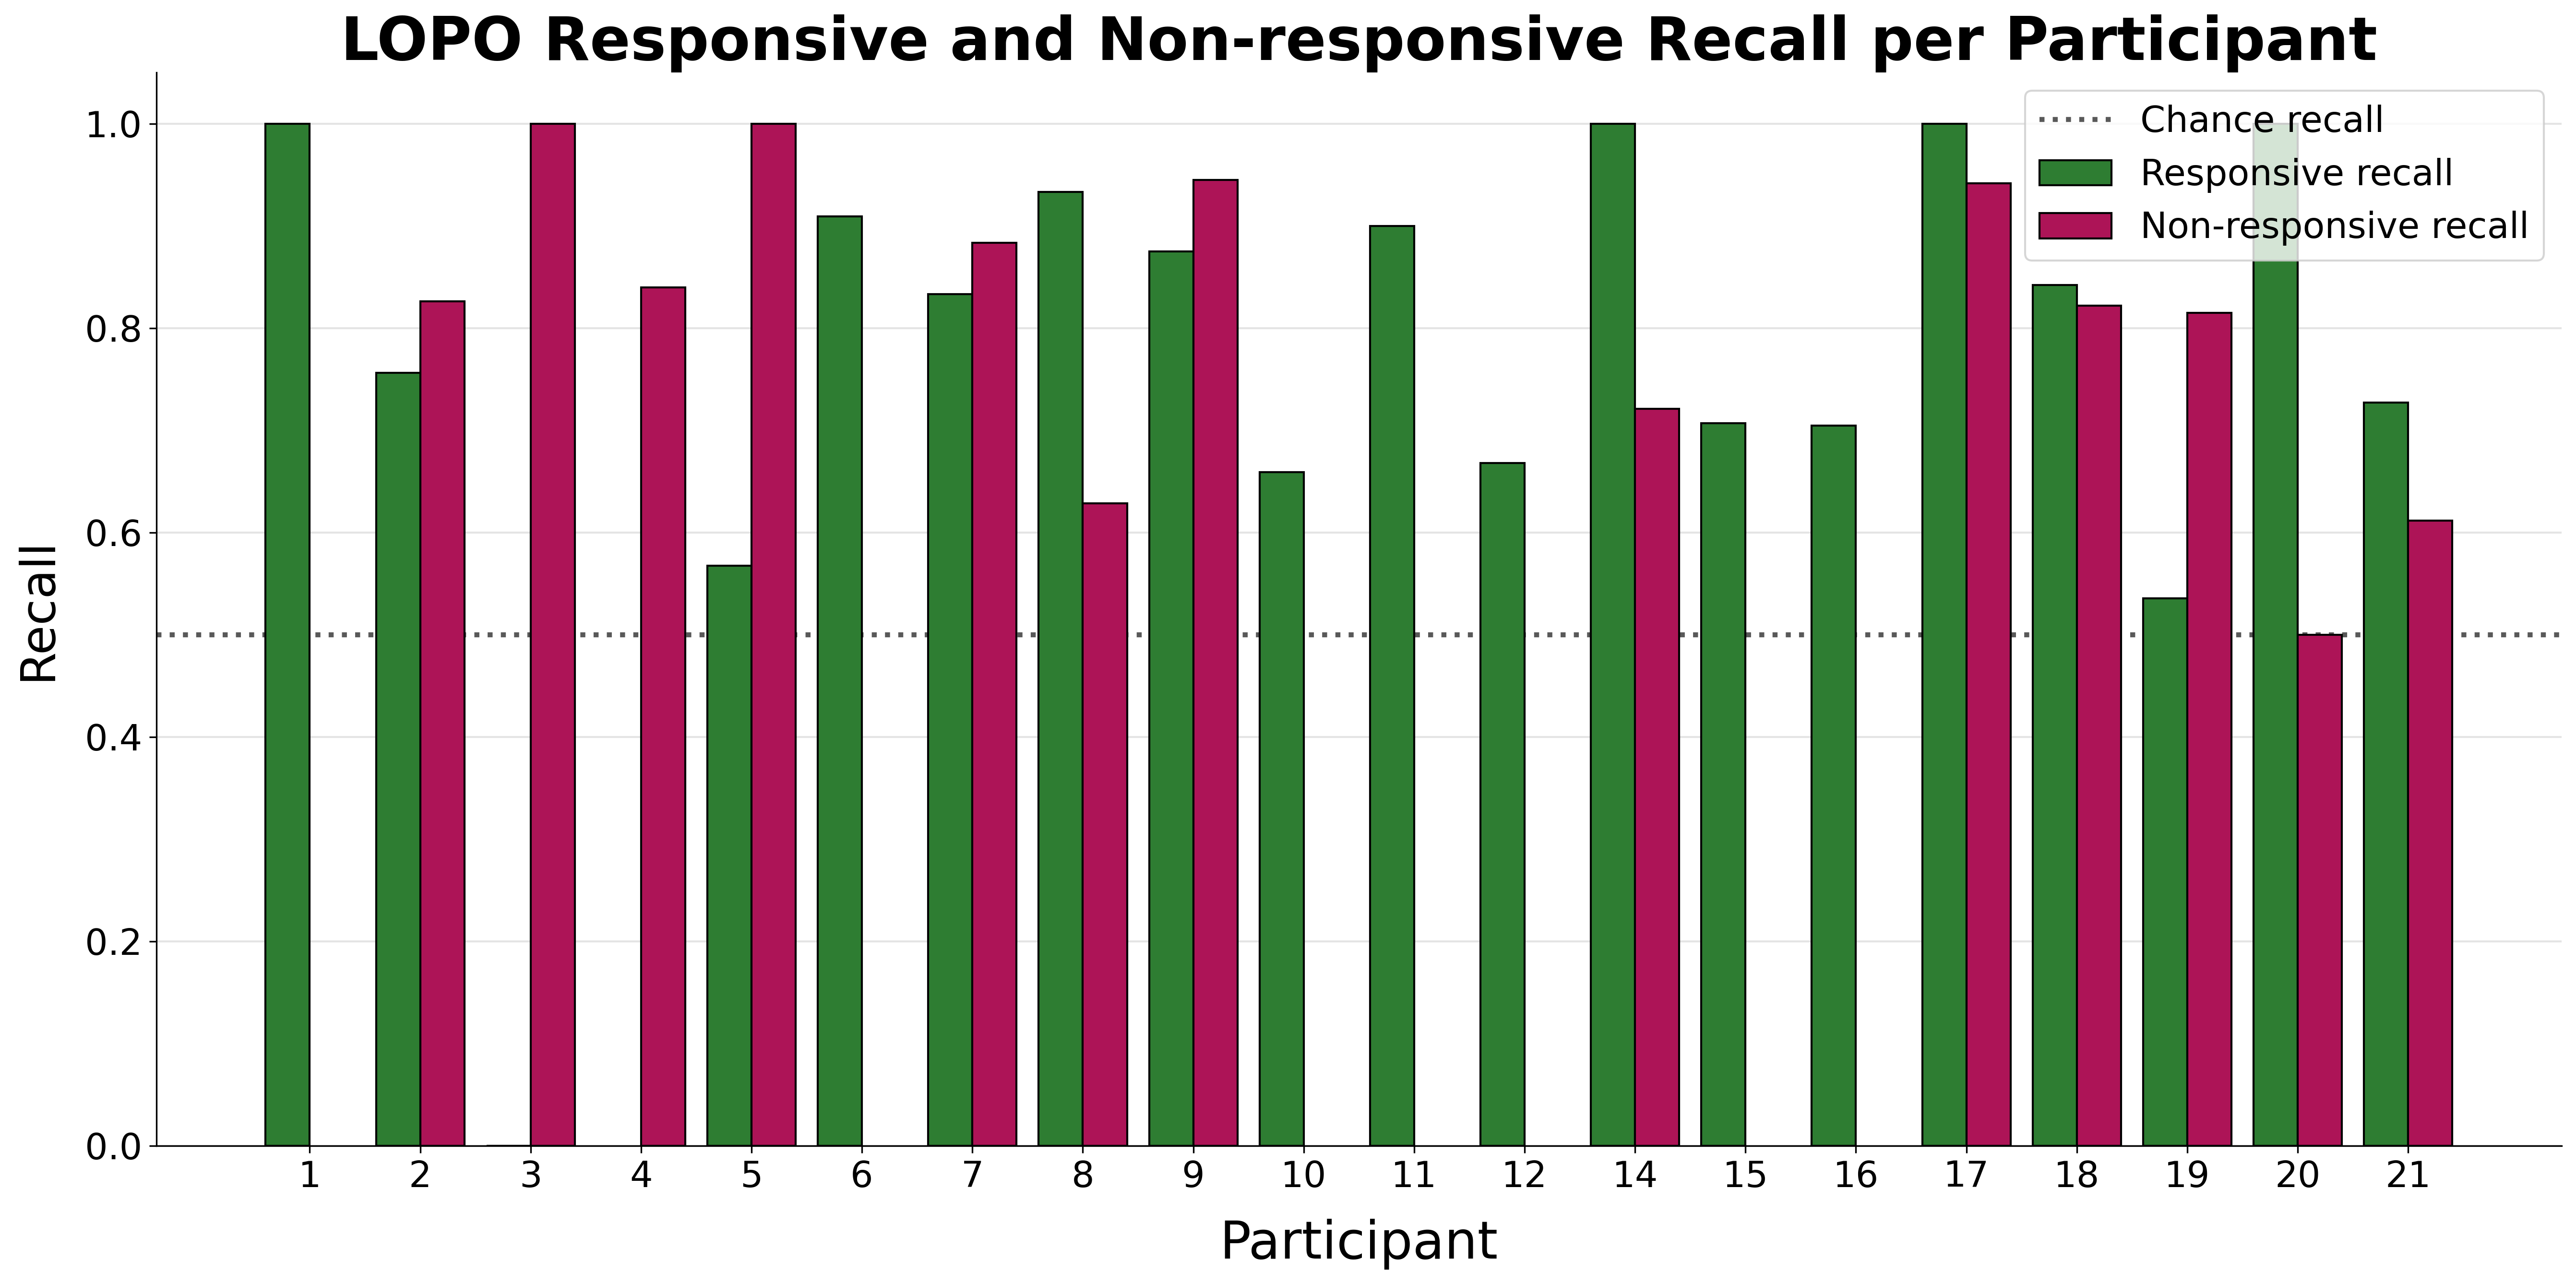 LOPO Responsive and Non-responsive Recall per Participant
Chance recall
Responsive recall
Non-responsive recall
1.0
0.8
0.6
0.4
0.2
0.0
Recall
1 2 3 4 5 6 7 8 9 10 11 12 14 15 16 17 18 19 20 21
Participant